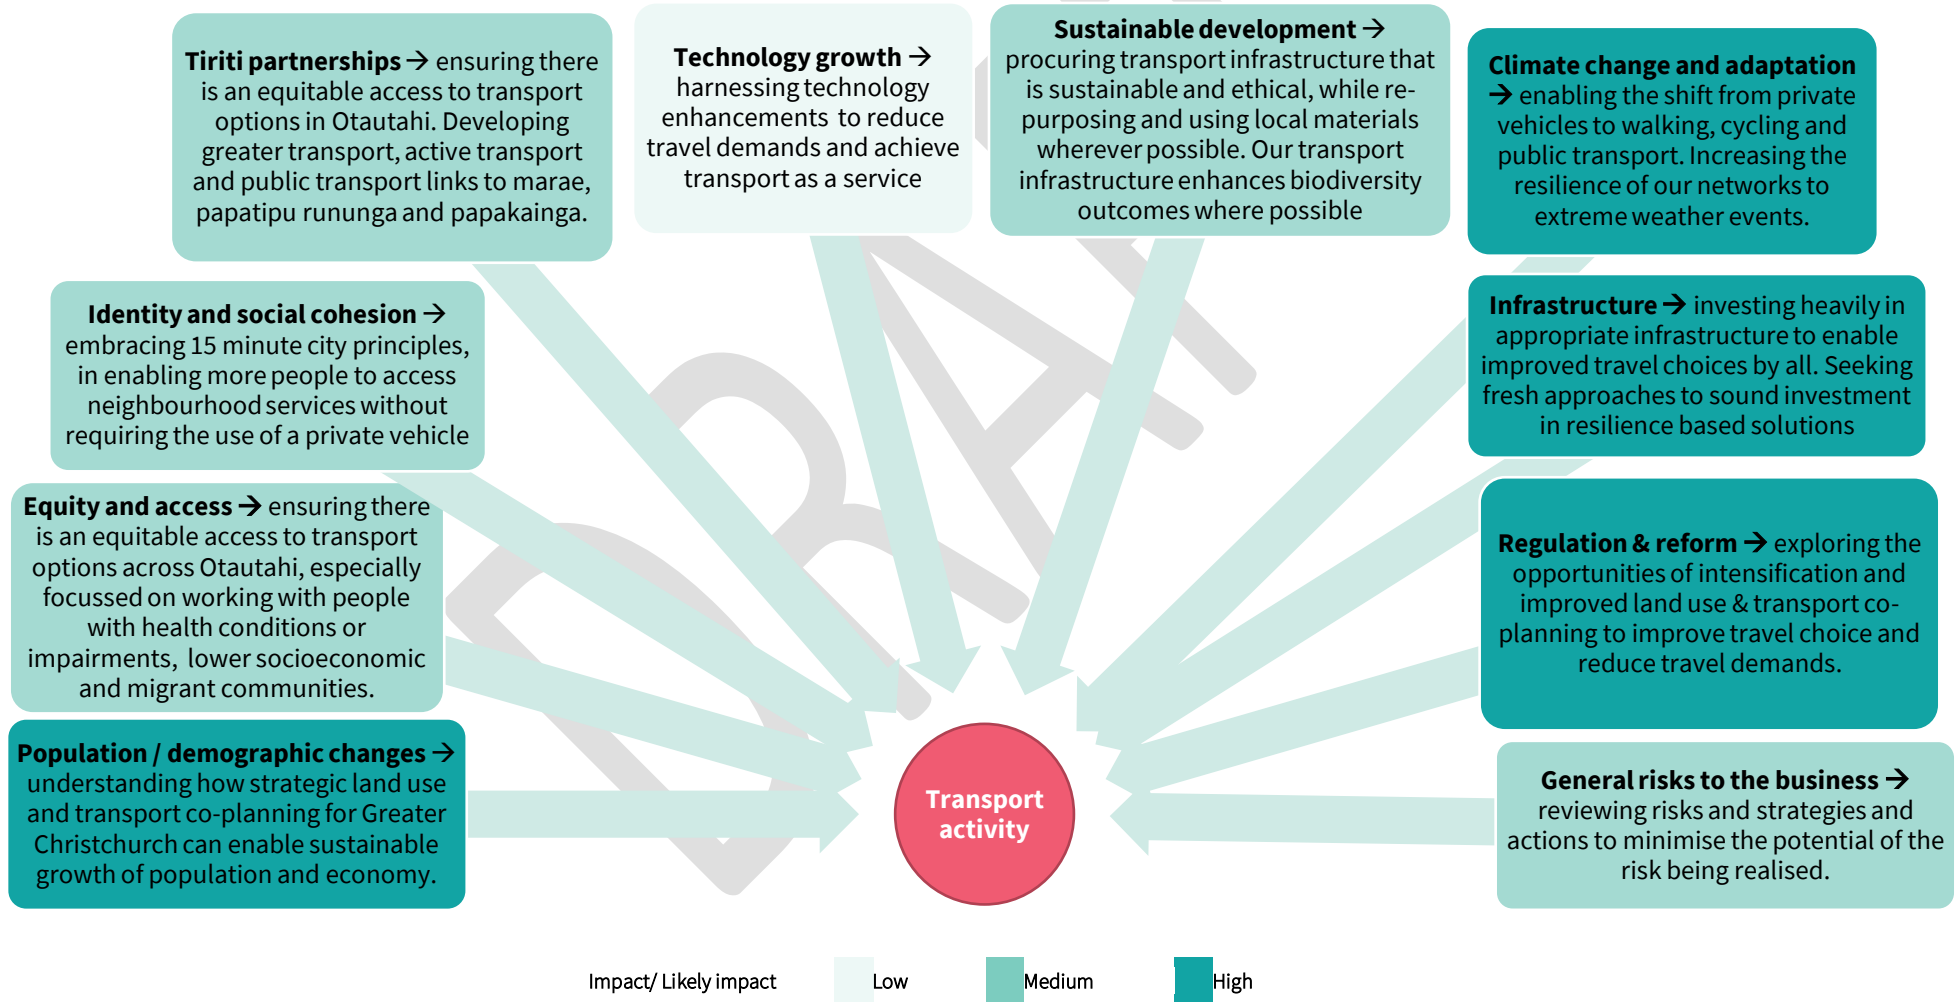 Tiriti partnerships → ensuring there
is an equitable access to transport
options in Otautahi. Developing
greater transport, active transport
and public transport links to marae,
papatipu rununga and papakainga.
Technology growth →
harnessing technology
enhancements to reduce
travel demands and achieve
transport as a service
Sustainable development →
procuring transport infrastructure that
is sustainable and ethical, while re-
purposing and using local materials
wherever possible. Our transport
infrastructure enhances biodiversity
outcomes where possible
Climate change and adaptation
→ enabling the shift from private
vehicles to walking, cycling and
public transport. Increasing the
resilience of our networks to
extreme weather events.
Identity and social cohesion →
embracing 15 minute city principles,
in enabling more people to access
neighbourhood services without
requiring the use of a private vehicle
Infrastructure → investing heavily in
appropriate infrastructure to enable
improved travel choices by all. Seeking
fresh approaches to sound investment
in resilience based solutions
Equity and access → ensuring there
is an equitable access to transport
options across Otautahi, especially
focussed on working with people
with health conditions or
impairments, lower socioeconomic
and migrant communities.
Regulation & reform → exploring the
opportunities of intensification and
improved land use & transport co-
planning to improve travel choice and
reduce travel demands.
Population / demographic changes →
understanding how strategic land use
and transport co-planning for Greater
Christchurch can enable sustainable
growth of population and economy.
General risks to the business →
reviewing risks and strategies and
actions to minimise the potential of the
risk being realised.
Transport
activity
Impact/ Likely impact
Low
Medium
High